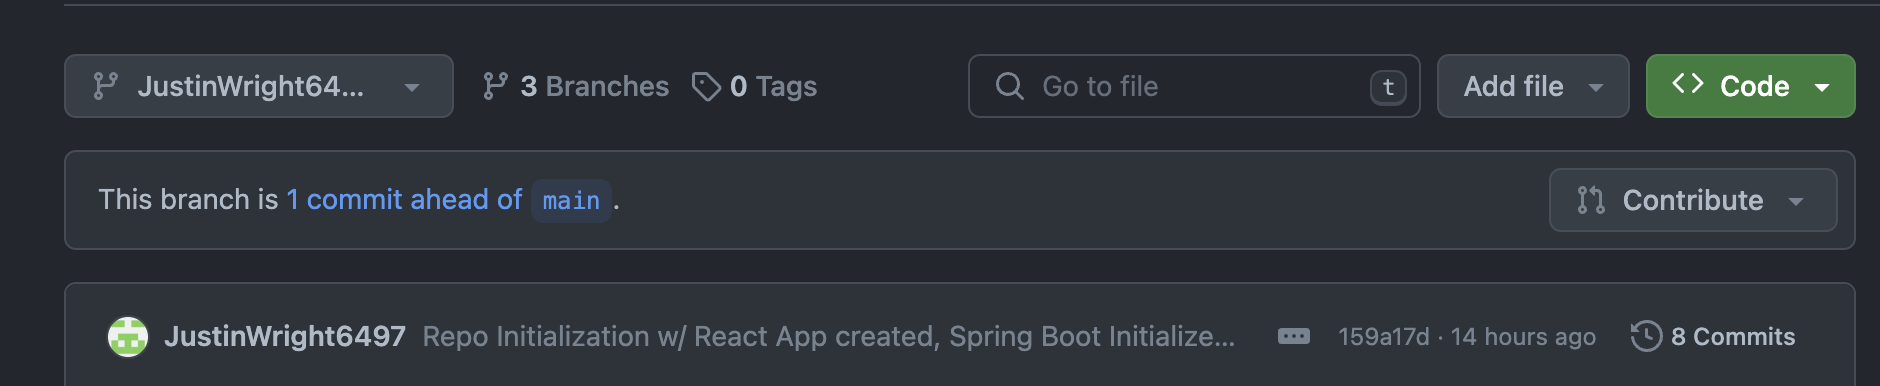 JustinWright64... 3 Branches 0 Tags Go to file t Add file <> Code
This branch is 1 commit ahead of main . Contribute
JustinWright6497 Repo Initialization w/ React App created, Spring Boot Initialize... 159a17d · 14 hours ago 8 Commits